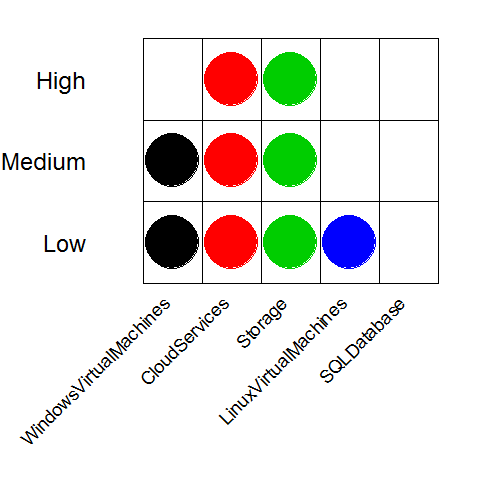 High
Medium
Low
WindowsVirtualMachines
CloudServices
Storage
LinuxVirtualMachines
SQLDatabase